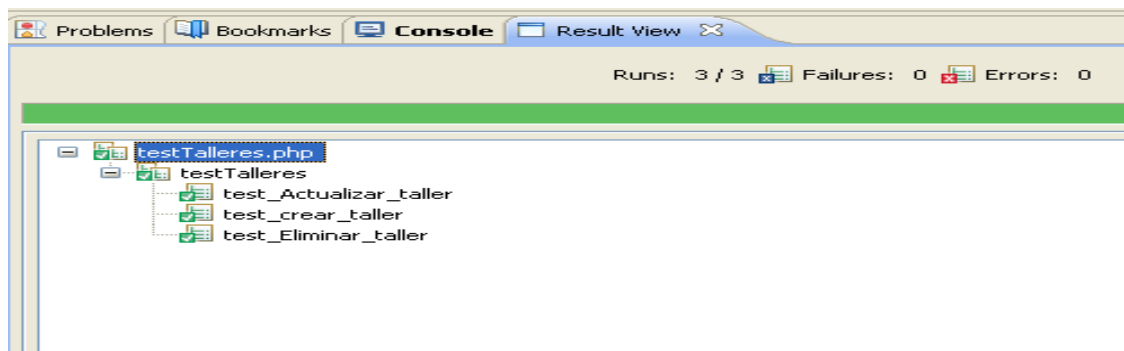 Problems Bookmarks Console Result View
Runs: 3 / 3 Failures: 0 Errors: 0
testTalleres.php
testTalleres
test_Actualizar_taller
test_crear_taller
test_Eliminar_taller